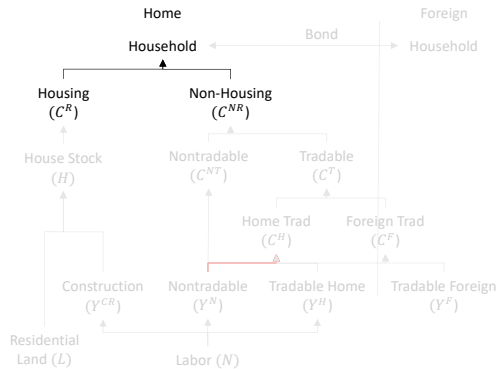 Home
Foreign
Household
Bond
Household
Housing
(C^R)
Non-Housing
(C^NR)
House Stock
(H)
Nontradable
(C^NT)
Tradable
(C^T)
Home Trad
(C^H)
Foreign Trad
(C^F)
Construction
(Y^CR)
Nontradable
(Y^N)
Tradable Home
(Y^H)
Tradable Foreign
(Y^F)
Residential
Land (L)
Labor (N)